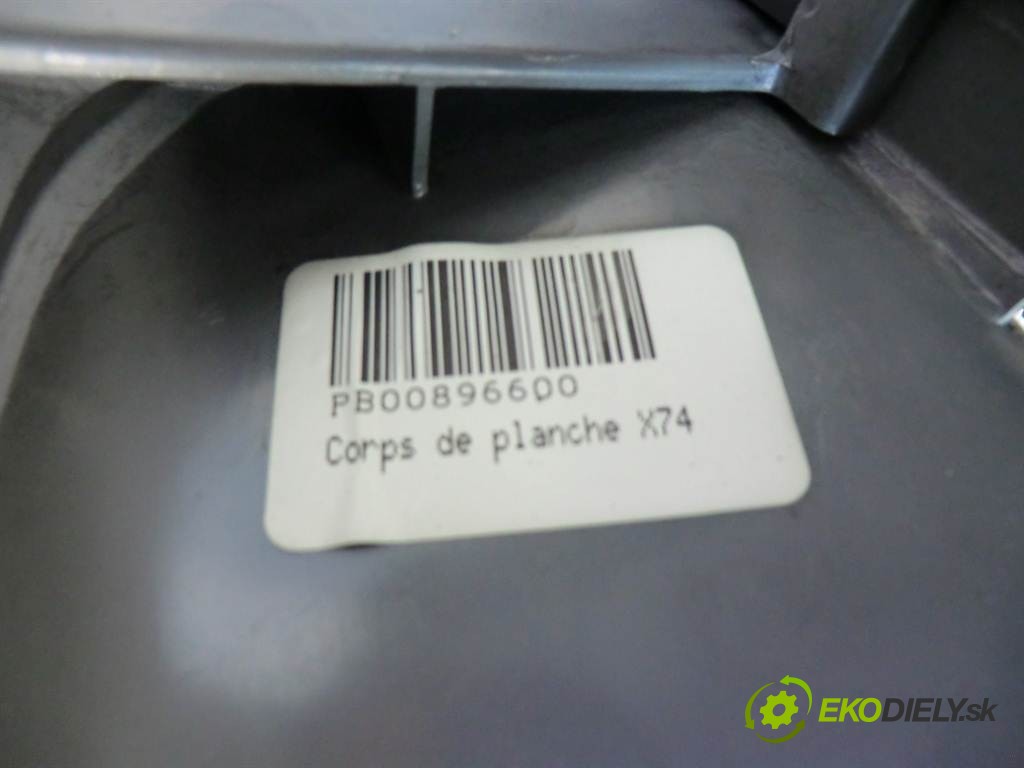 PB00896600
Corps de planche X74
EKODIELY.sk